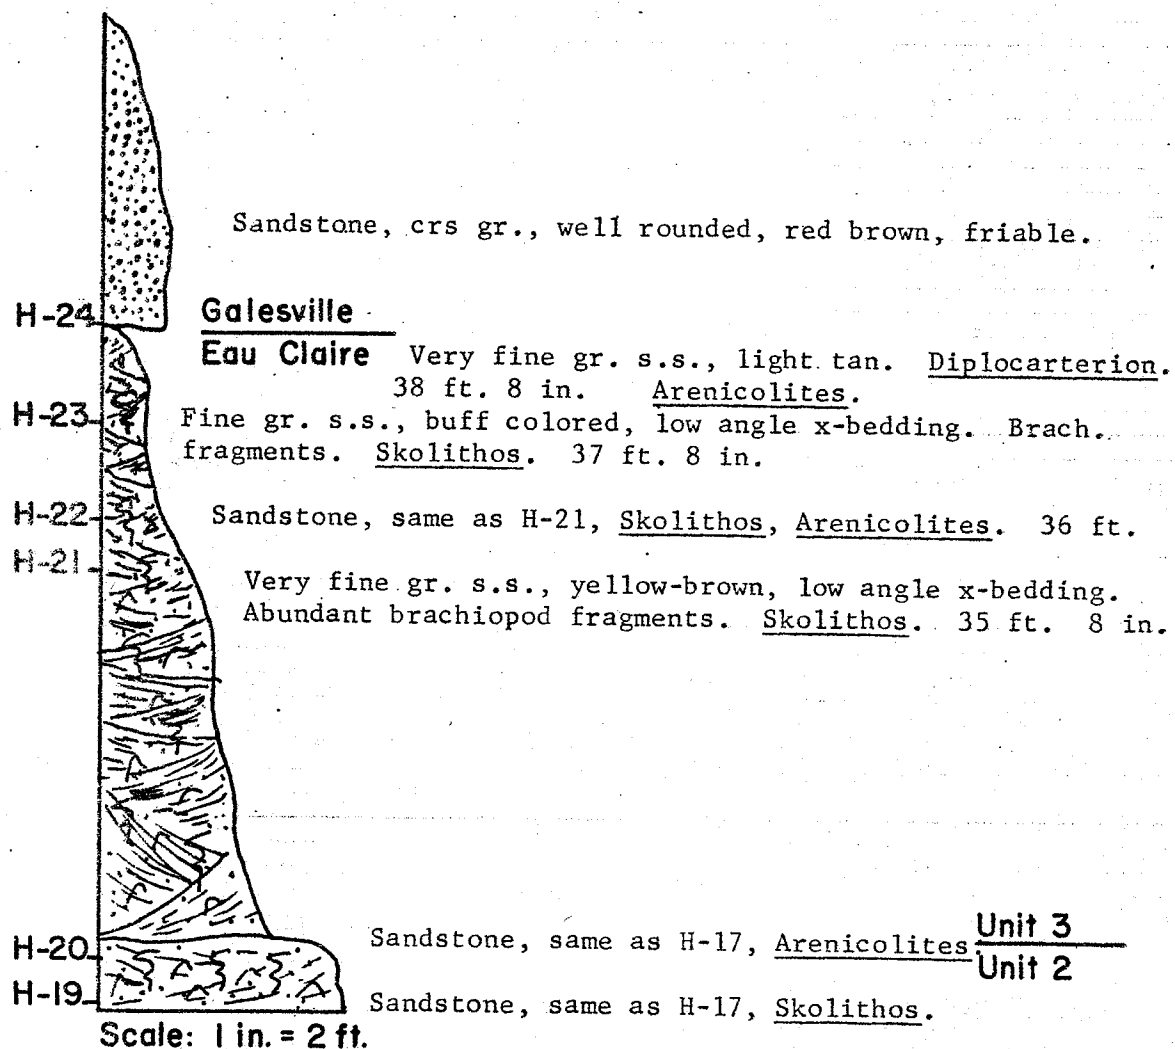 Sandstone, crs gr., well rounded, red brown, friable.
H-24 Galesville
Eau Claire Very fine gr. s.s., light tan. Diplocarterion.
38 ft. 8 in. Arenicolites.
H-23 Fine gr. s.s., buff colored, low angle x-bedding. Brach.
fragments. Skolithos. 37 ft. 8 in.
H-22 Sandstone, same as H-21, Skolithos, Arenicolites. 36 ft.
H-21
Very fine gr. s.s., yellow-brown, low angle x-bedding.
Abundant brachiopod fragments. Skolithos. 35 ft. 8 in.
Unit 3
H-20 Sandstone, same as H-17, Arenicolites.
Unit 2
H-19 Sandstone, same as H-17, Skolithos.
Scale: 1 in. = 2 ft.